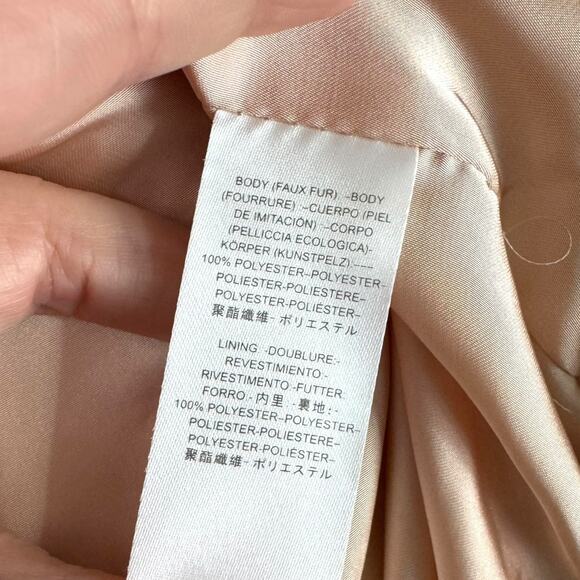 BODY (FAUX FUR) -BODY
(FOURRURE) -CUERPO (PIEL
DE IMITACIÓN) -CORPO
(PELLICCIA ECOLOGICA)-
KÖRPER (KUNSTPELZ)-----
100% POLYESTER–POLYESTER–
POLIESTER-POLIESTERE–
POLYESTER-POLIÉSTER–
聚酯纖维- ポリエステル
LINING:-DOUBLURE:-
REVESTIMIENTO:-
RIVESTIMENTO:-FUTTER:
FORRO:-内里:-裏地:-
100% POLYESTER–POLYESTER–
POLIESTER-POLIESTERE–
POLYESTER-POLIÉSTER–
聚酯纖维- ポリエステル